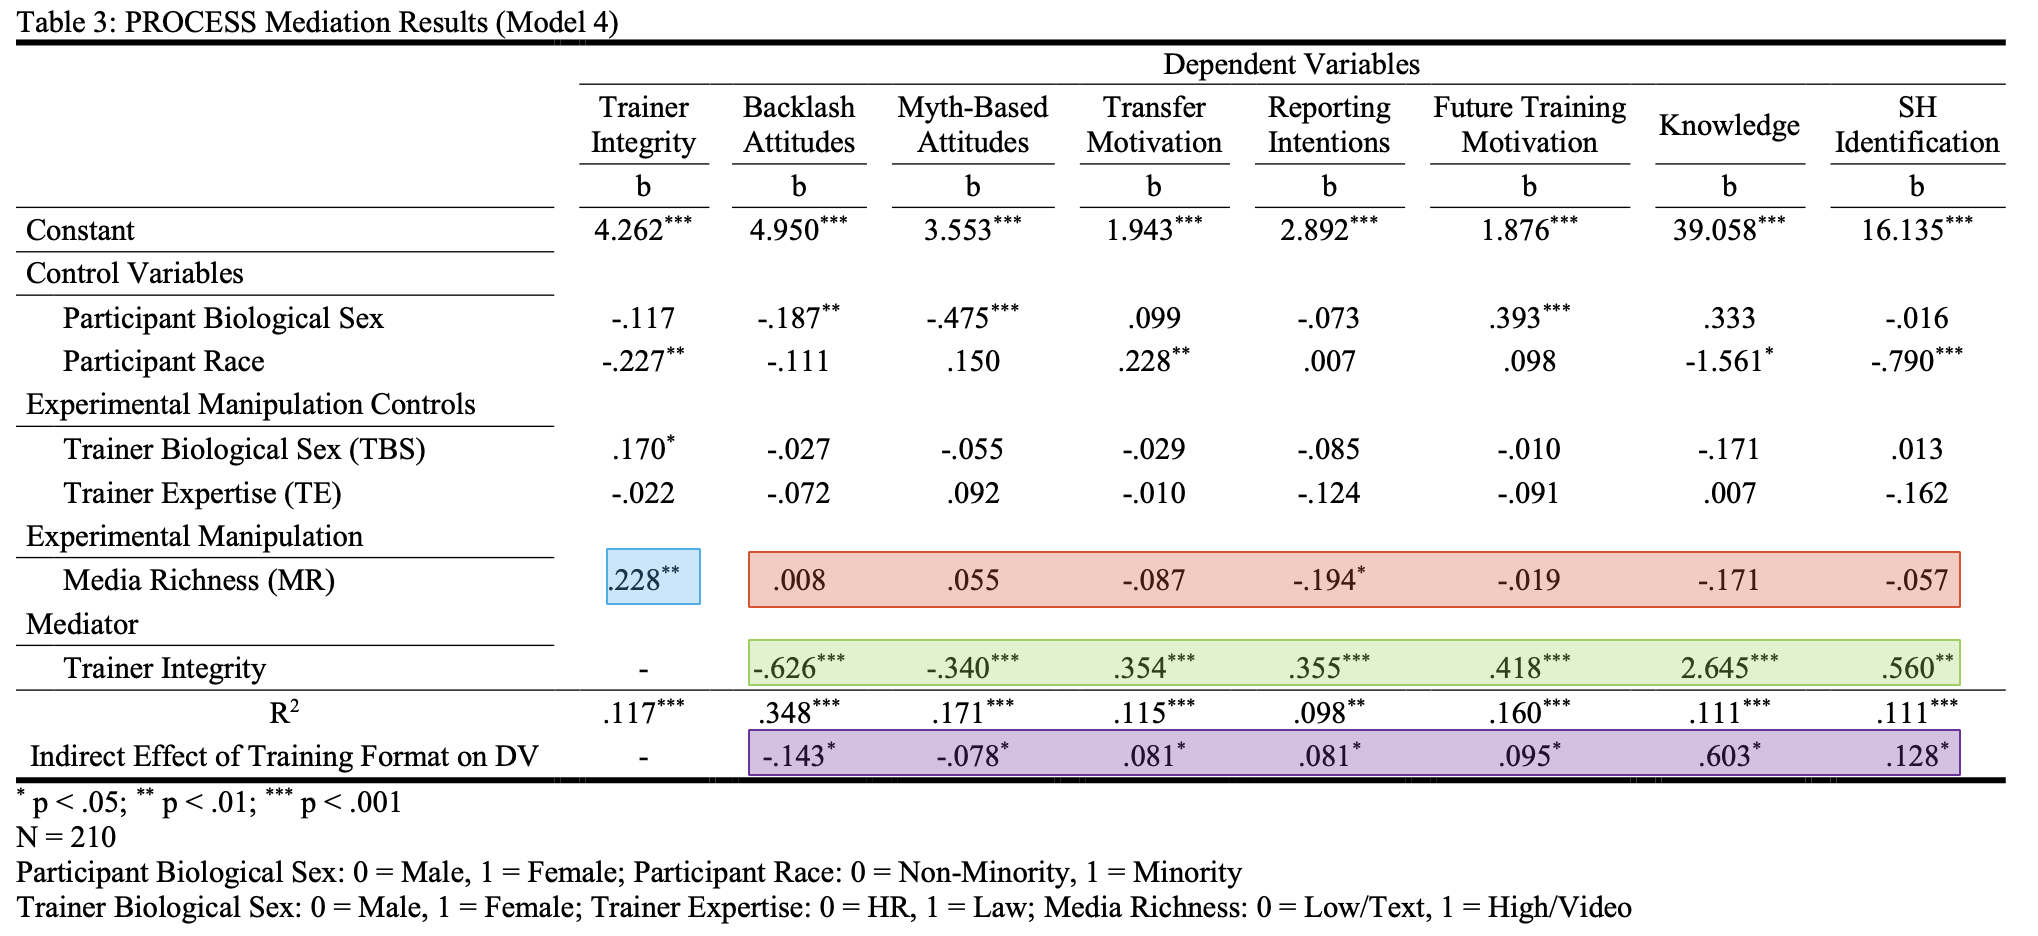 Table 3: PROCESS Mediation Results (Model 4)
Dependent Variables
Trainer Integrity Backlash Attitudes Myth-Based Attitudes Transfer Motivation Reporting Intentions Future Training Motivation Knowledge SH Identification
b b b b b b b b
Constant 4.262*** 4.950*** 3.553*** 1.943*** 2.892*** 1.876*** 39.058*** 16.135***
Control Variables
Participant Biological Sex -.117 -.187** -.475*** .099 -.073 .393*** .333 -.016
Participant Race -.227** -.111 .150 .228** .007 .098 -1.561* -.790***
Experimental Manipulation Controls
Trainer Biological Sex (TBS) .170* -.027 -.055 -.029 -.085 -.010 -.171 .013
Trainer Expertise (TE) -.022 -.072 .092 -.010 -.124 -.091 .007 -.162
Experimental Manipulation
Media Richness (MR) .228** .008 .055 -.087 -.194* -.019 -.171 -.057
Mediator
Trainer Integrity - -.626*** -.340*** .354*** .355*** .418*** 2.645*** .560**
R² .117*** .348*** .171*** .115*** .098** .160*** .111*** .111***
Indirect Effect of Training Format on DV - -.143* -.078* .081* .081* .095* .603* .128*
* p < .05; ** p < .01; *** p < .001
N = 210
Participant Biological Sex: 0 = Male, 1 = Female; Participant Race: 0 = Non-Minority, 1 = Minority
Trainer Biological Sex: 0 = Male, 1 = Female; Trainer Expertise: 0 = HR, 1 = Law; Media Richness: 0 = Low/Text, 1 = High/Video